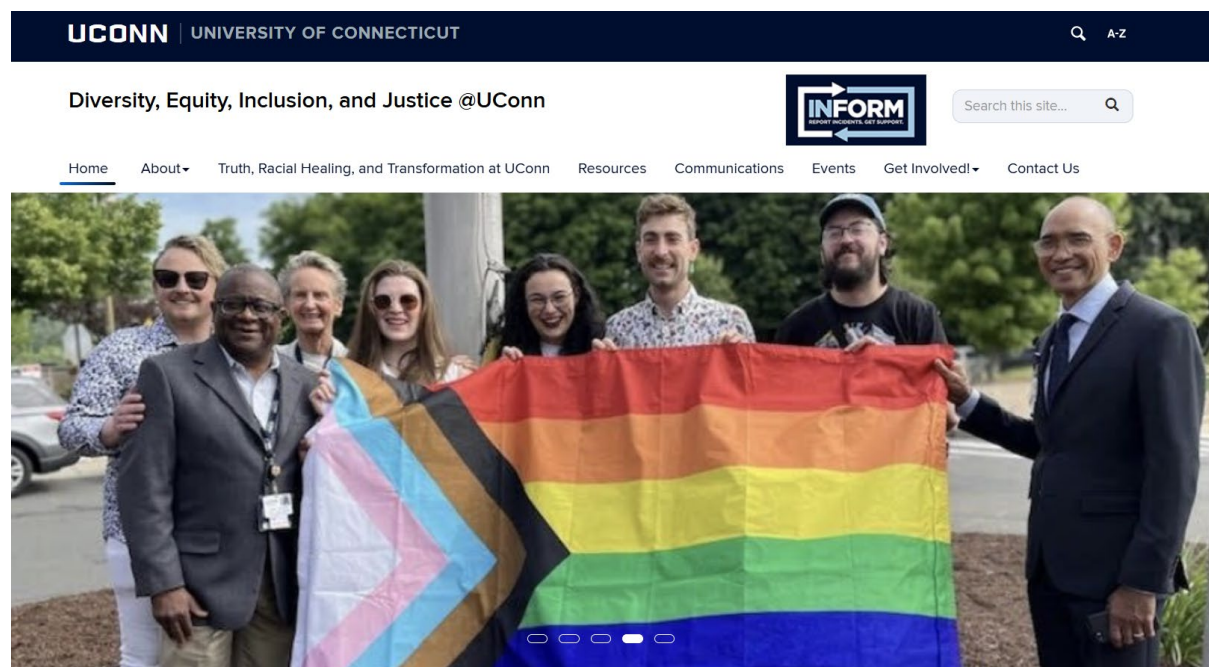 UCONN UNIVERSITY OF CONNECTICUT
A-Z
Diversity, Equity, Inclusion, and Justice @UConn
INFORM
REPORT INCIDENTS. GET SUPPORT.
Search this site...
Home About Truth, Racial Healing, and Transformation at UConn Resources Communications Events Get Involved! Contact Us